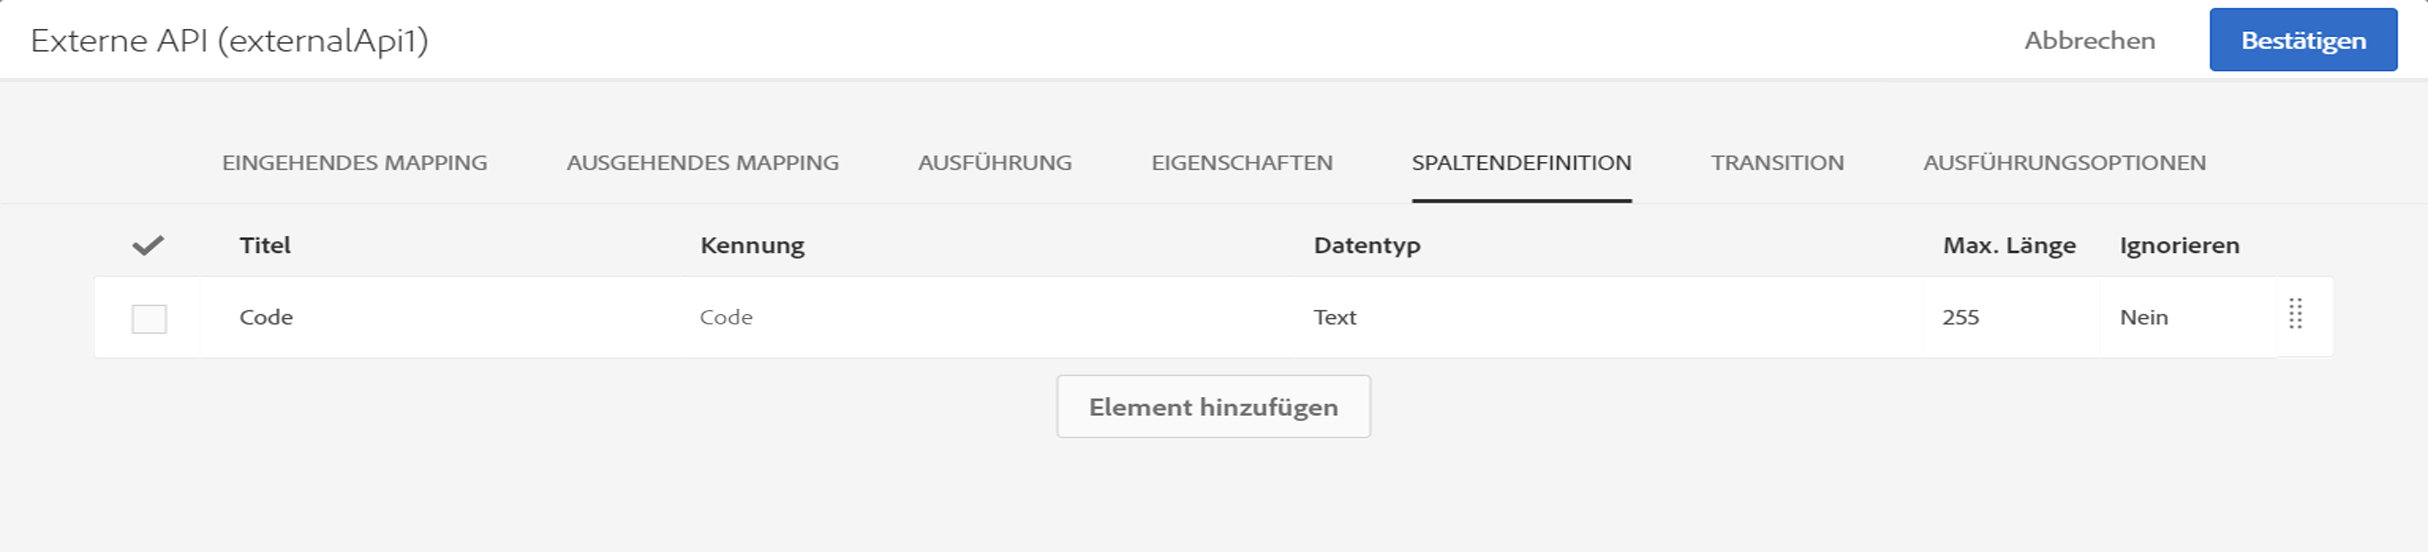 Externe API (externalApi1)
Abbrechen
Bestätigen
EINGEHENDES MAPPING AUSGEHENDES MAPPING AUSFÜHRUNG EIGENSCHAFTEN SPALTENDEFINITION TRANSITION AUSFÜHRUNGSOPTIONEN
Titel Kennung Datentyp Max. Länge Ignorieren
Code Code Text 255 Nein
Element hinzufügen